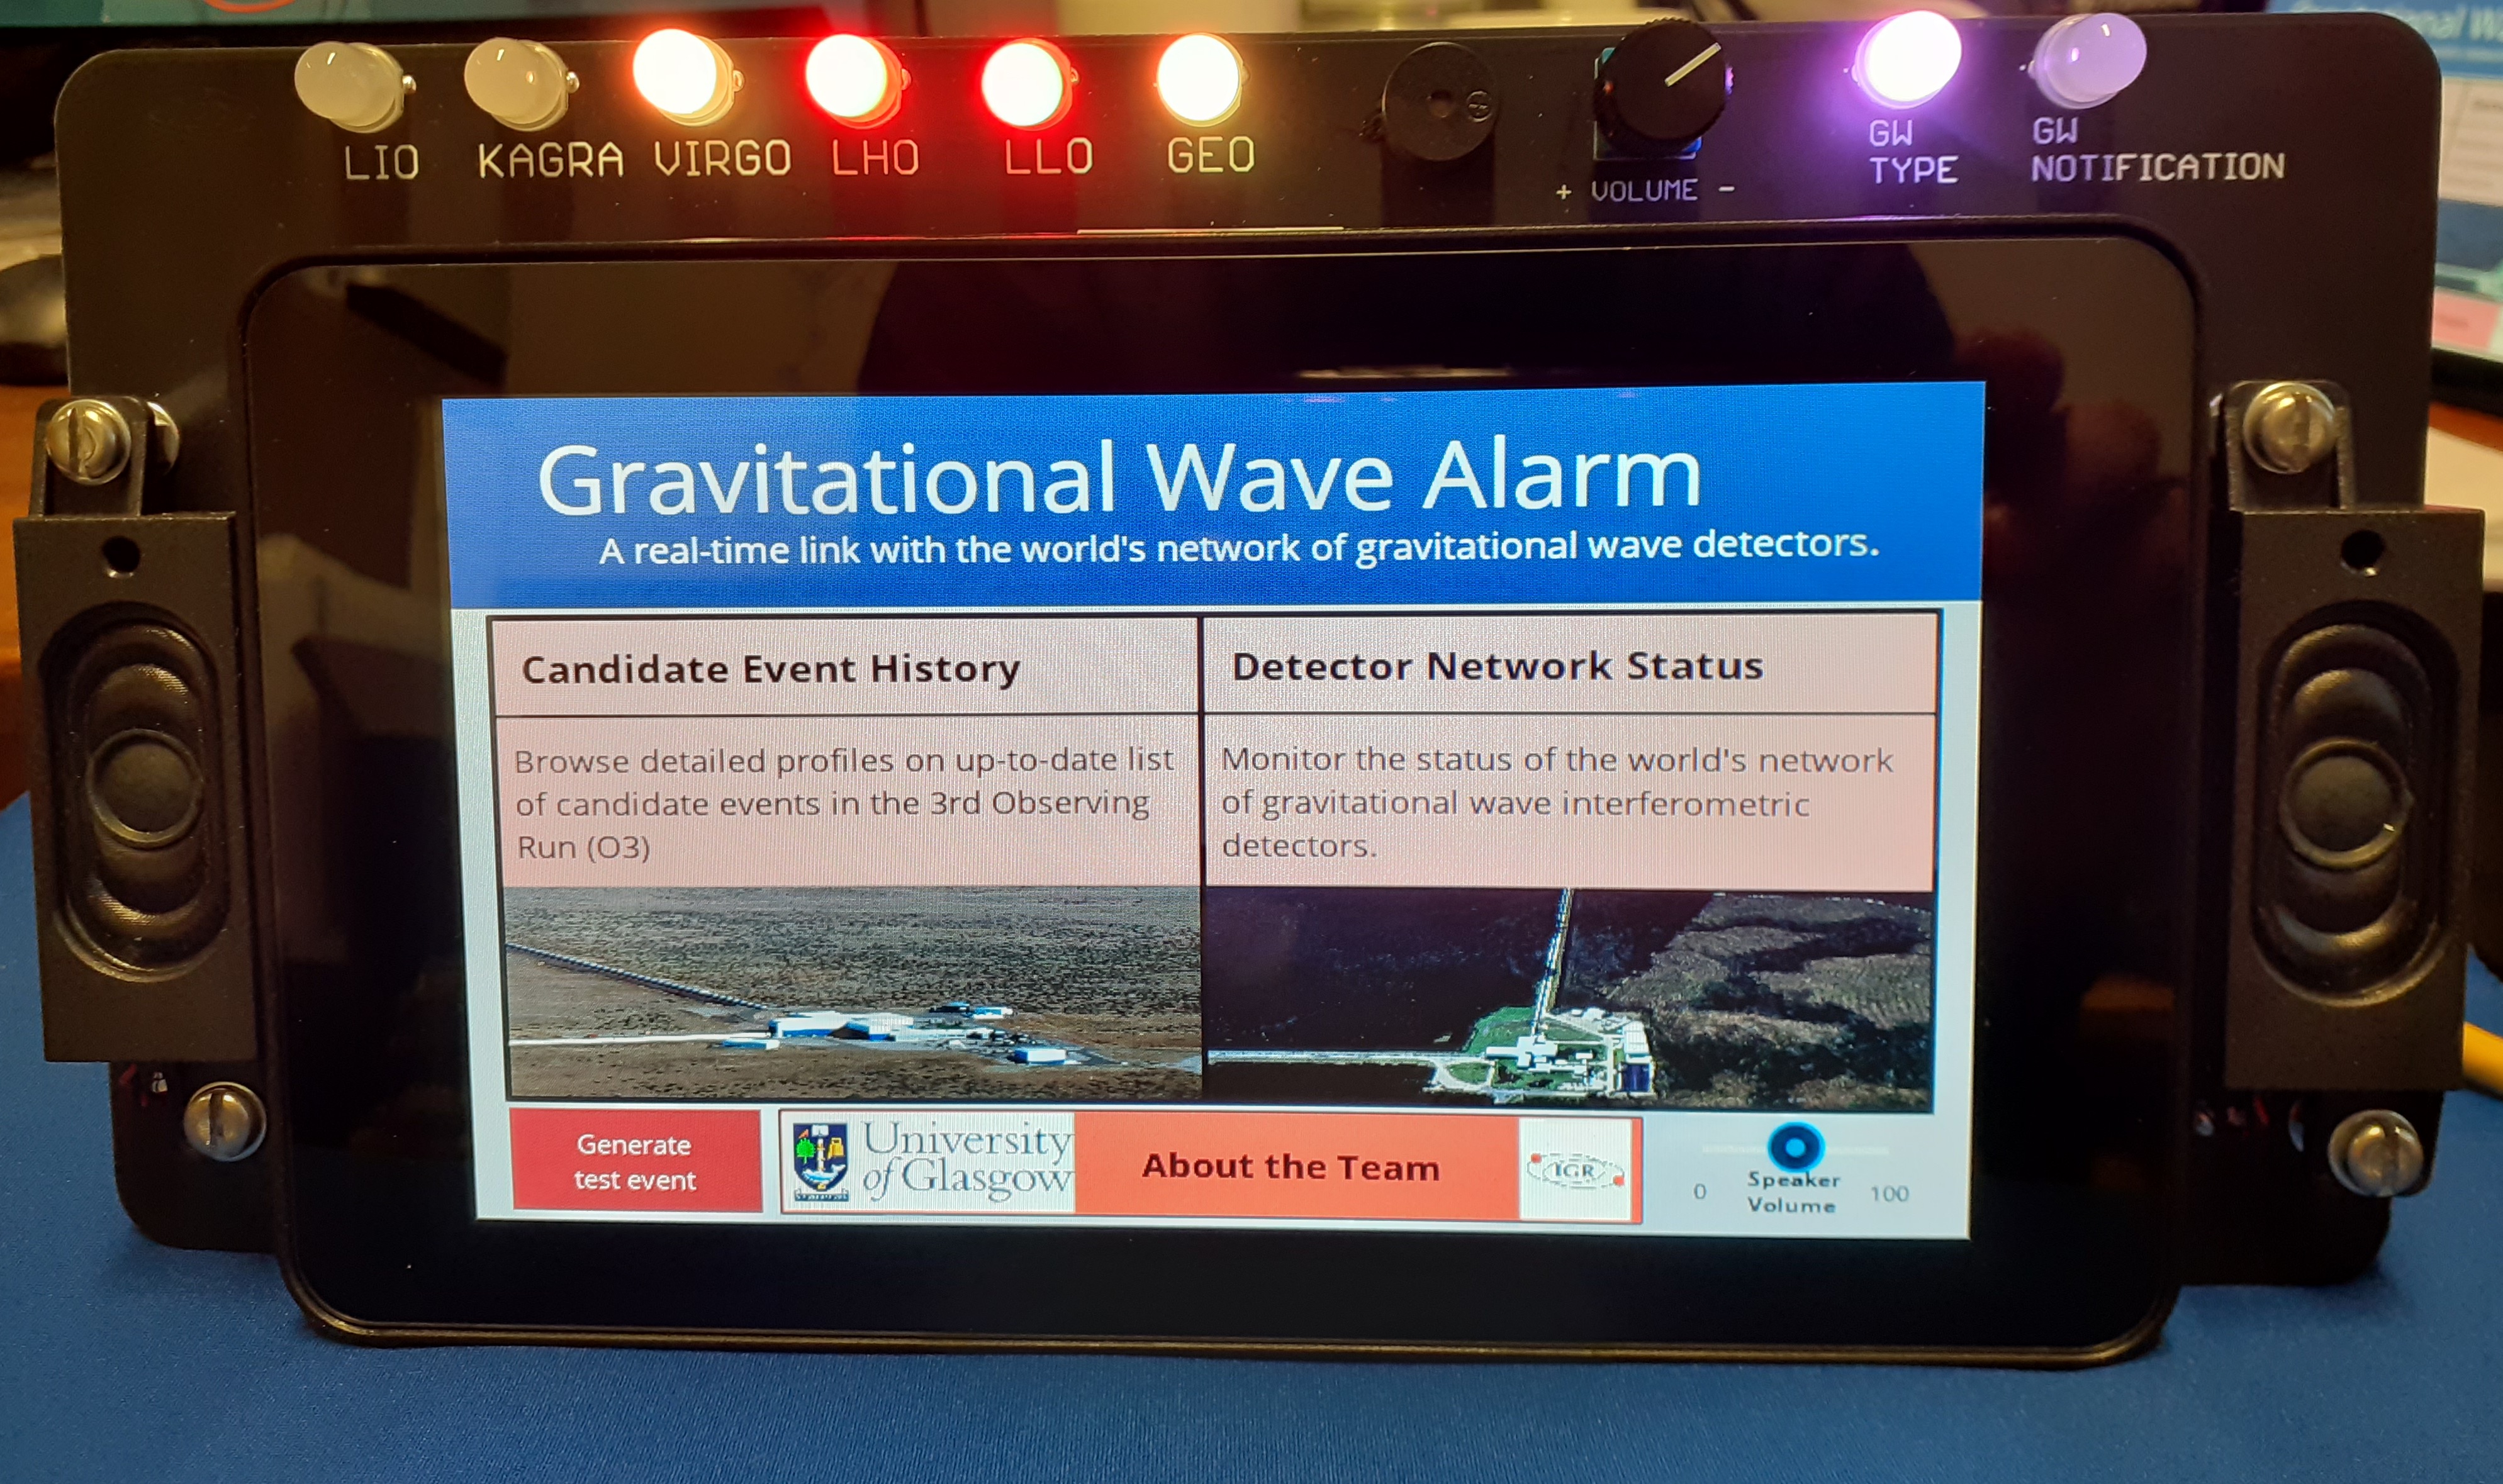 LIO KAGRA VIRGO LHO LLO GEO
+ VOLUME -
GW
TYPE
GW
NOTIFICATION
Gravitational Wave Alarm
A real-time link with the world's network of gravitational wave detectors.
Candidate Event History
Browse detailed profiles on up-to-date list
of candidate events in the 3rd Observing
Run (O3)
Detector Network Status
Monitor the status of the world's network
of gravitational wave interferometric
detectors.
Generate
test event
University
of Glasgow
About the Team
IGR
0
Speaker
Volume
100